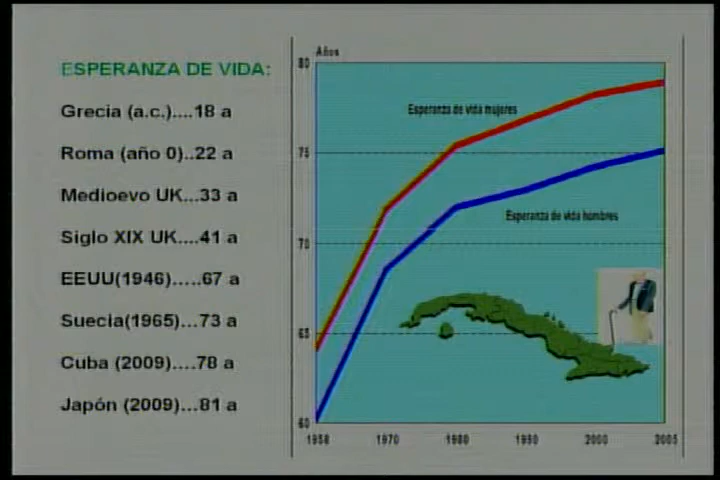 ESPERANZA DE VIDA:
Grecia (a.c.)....18 a
Roma (año 0)..22 a
Medioevo UK...33 a
Siglo XIX UK....41 a
EEUU(1946).....67 a
Suecia(1965)...73 a
Cuba (2009)....78 a
Japón (2009)...81 a
Años
80
Esperanza de vida mujeres
75
Esperanza de vida hombres
70
65
60
1958 1970 1980 1990 2000 2005